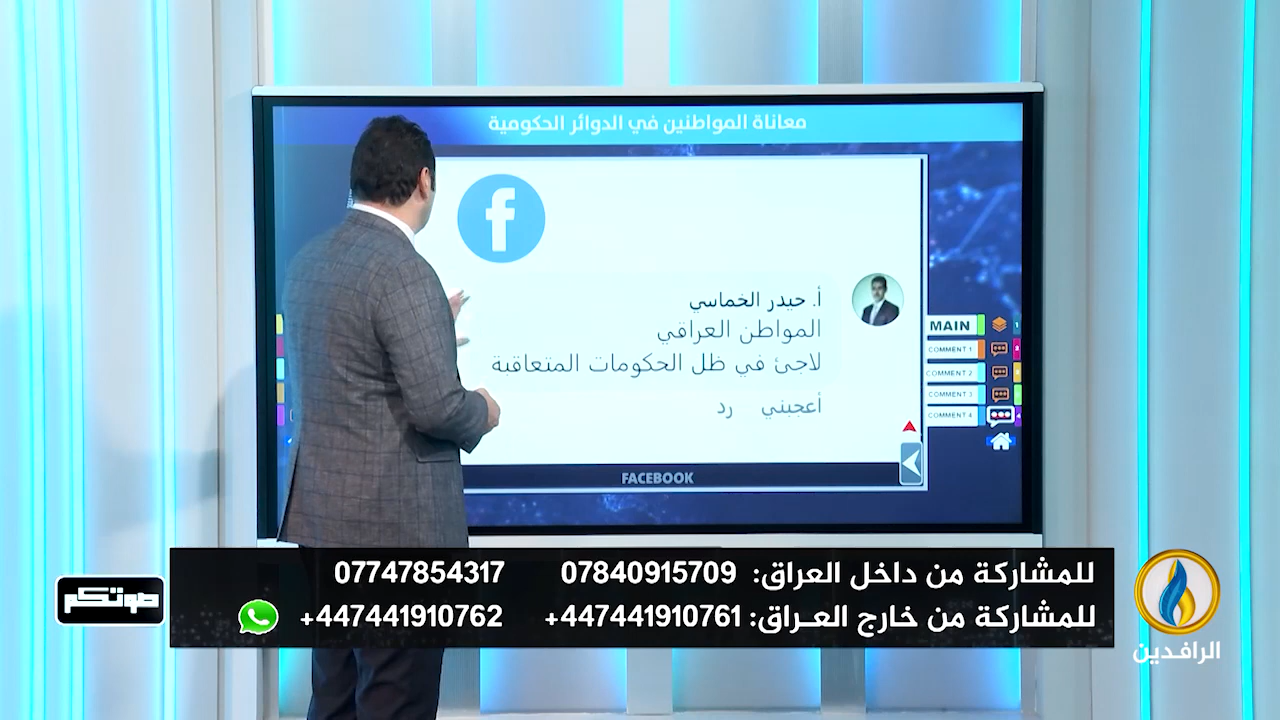 معاناة المواطنين في الدوائر الحكومية
أ. حيدر الخماسي
المواطن العراقي
لاجئ في ظل الحكومات المتعاقبة
أعجبني رد
FACEBOOK
MAIN
COMMENT 1
COMMENT 2
COMMENT 3
COMMENT 4
للمشاركة من داخل العراق: 07840915709 07747854317
للمشاركة من خارج العراق: 447441910761+ 447441910762+
صوتكم
الرافدين